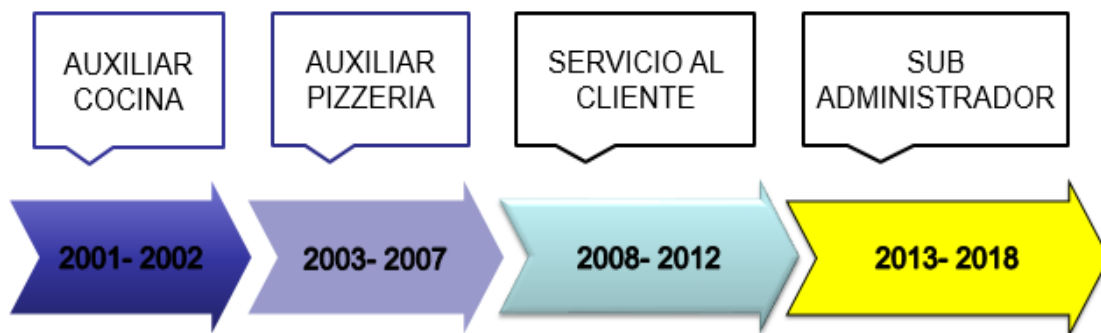 AUXILIAR
COCINA
AUXILIAR
PIZZERIA
SERVICIO AL
CLIENTE
SUB
ADMINISTRADOR
2001- 2002
2003- 2007
2008- 2012
2013- 2018